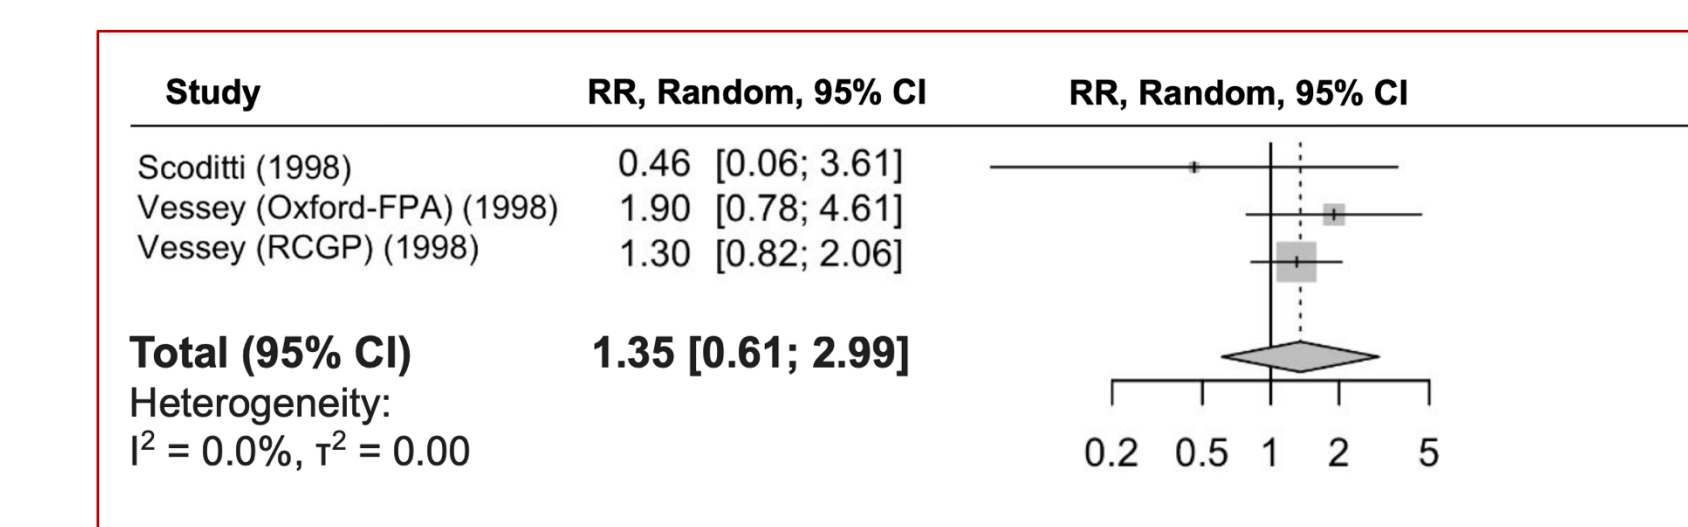 Study RR, Random, 95% CI RR, Random, 95% CI
Scoditti (1998) 0.46 [0.06; 3.61]
Vessey (Oxford-FPA) (1998) 1.90 [0.78; 4.61]
Vessey (RCGP) (1998) 1.30 [0.82; 2.06]
Total (95% CI) 1.35 [0.61; 2.99]
Heterogeneity:
I² = 0.0%, τ² = 0.00
0.2 0.5 1 2 5